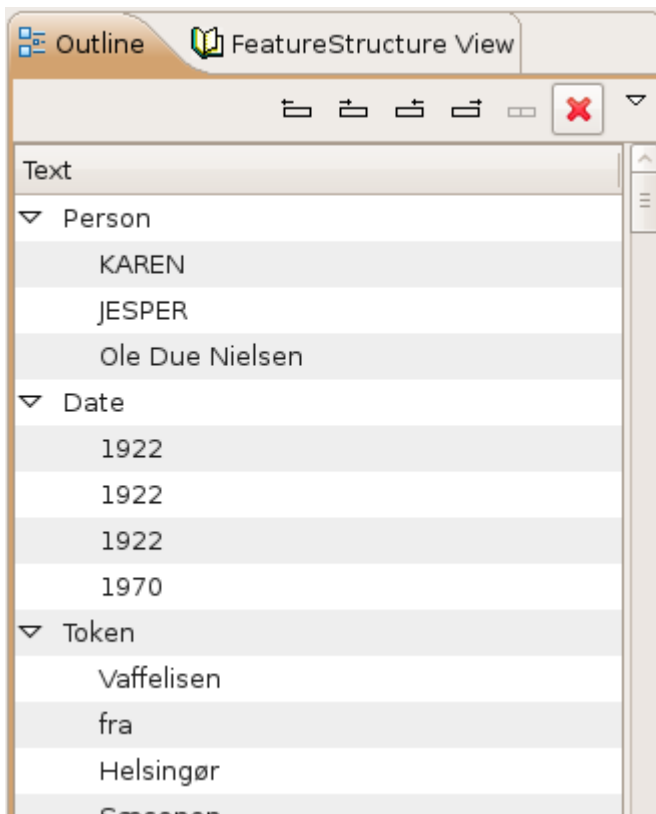 Outline FeatureStructure View
Text
Person
KAREN
JESPER
Ole Due Nielsen
Date
1922
1922
1922
1970
Token
Vaffelisen
fra
Helsingør